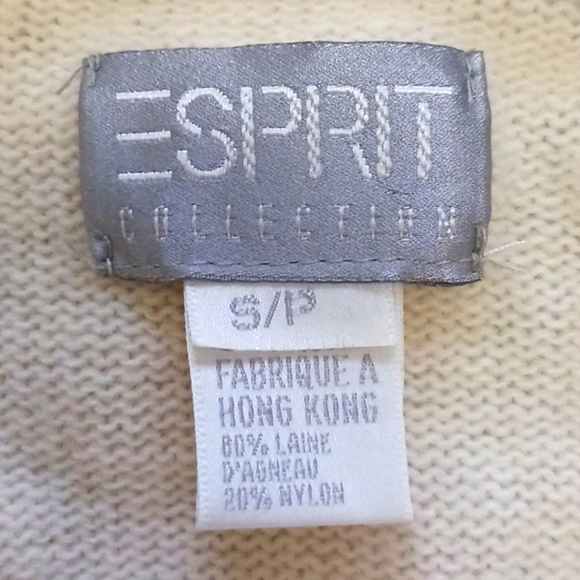 ESPRIT
COLLECTION
S/P
FABRIQUE A
HONG KONG
80% LAINE
D'AGNEAU
20% NYLON